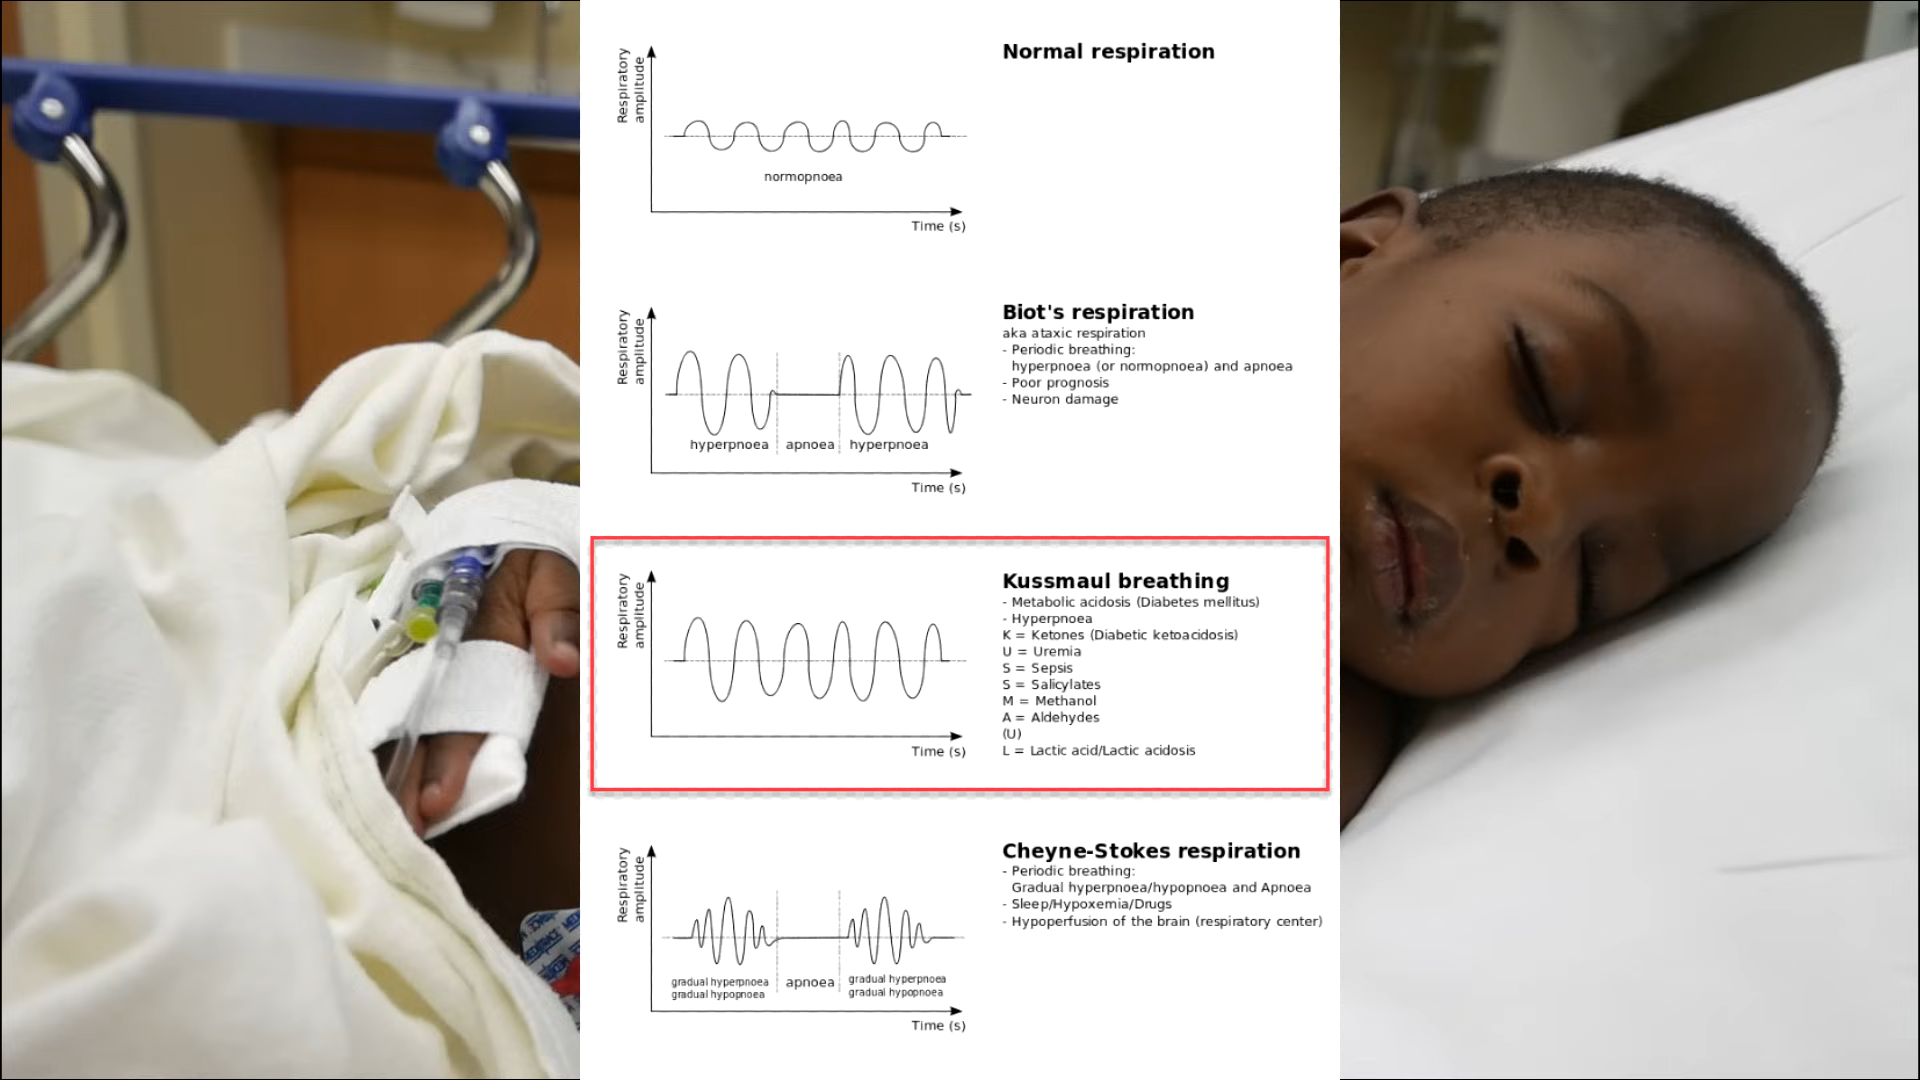 Respiratory
amplitude
Normal respiration
normopnoea
Time (s)
Respiratory
amplitude
Biot's respiration
aka ataxic respiration
- Periodic breathing:
hyperpnoea (or normopnoea) and apnoea
- Poor prognosis
- Neuron damage
hyperpnoea apnoea hyperpnoea
Time (s)
Respiratory
amplitude
Kussmaul breathing
- Metabolic acidosis (Diabetes mellitus)
- Hyperpnoea
K = Ketones (Diabetic ketoacidosis)
U = Uremia
S = Sepsis
S = Salicylates
M = Methanol
A = Aldehydes
(U)
L = Lactic acid/Lactic acidosis
Time (s)
Respiratory
amplitude
Cheyne-Stokes respiration
- Periodic breathing:
Gradual hyperpnoea/hypopnoea and Apnoea
- Sleep/Hypoxemia/Drugs
- Hypoperfusion of the brain (respiratory center)
gradual hyperpnoea
gradual hypopnoea
apnoea
gradual hyperpnoea
gradual hypopnoea
Time (s)